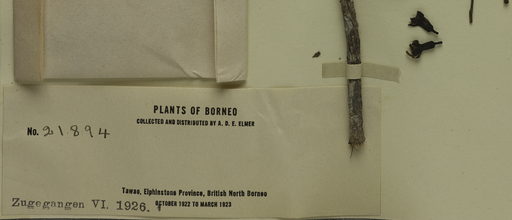 PLANTS OF BORNEO
COLLECTED AND DISTRIBUTED BY A. D. E. ELMER
No. 21894
Tawao, Elphinstone Province, British North Borneo
OCTOBER 1922 TO MARCH 1923
Zugegangen VI. 1926.